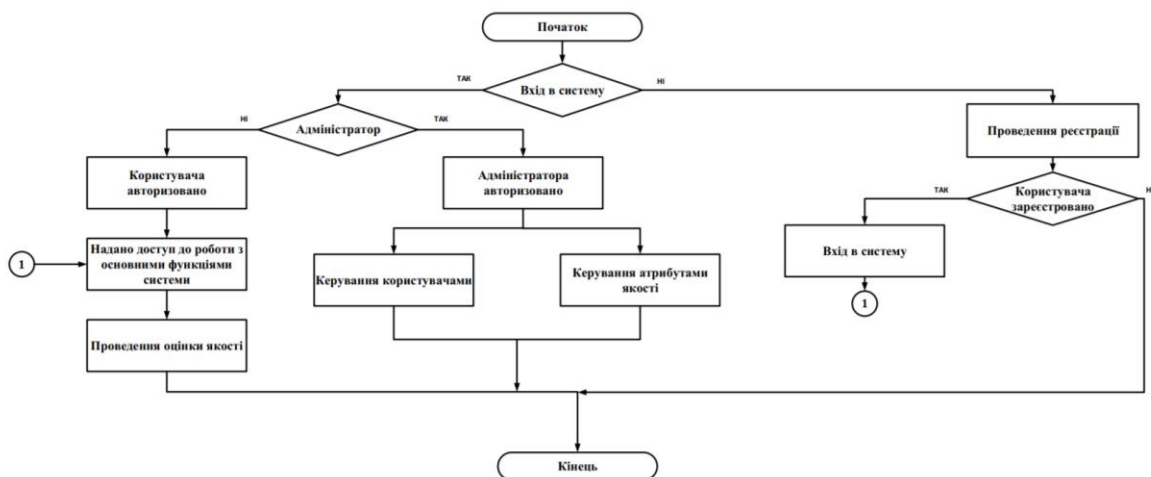 Початок
ТАК
Вхід в систему
НІ
НІ
Адміністратор
ТАК
Проведення реєстрації
Користувача
авторизовано
Адміністратора
авторизовано
ТАК
Користувача
зареєстровано
Н
1
Надано доступ до роботи з
основними функціями
системи
Керування користувачами
Керування атрибутами
якості
Вхід в систему
1
Проведення оцінки якості
Кінець